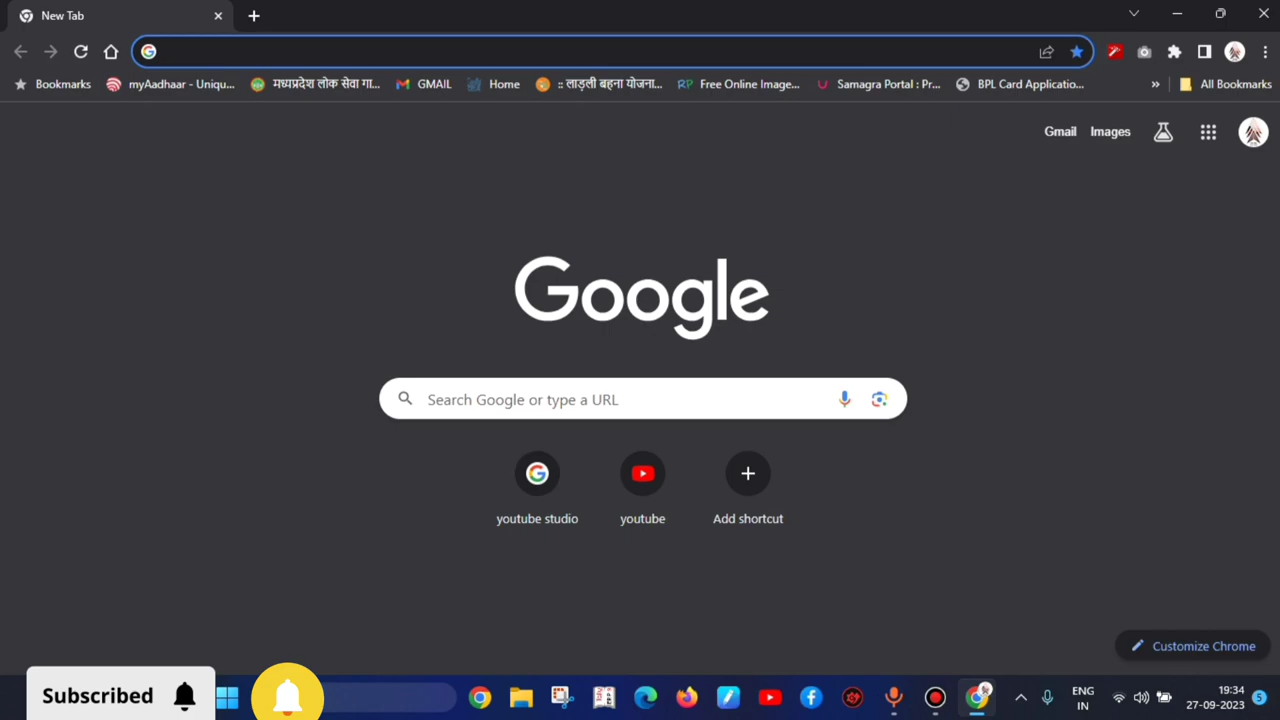 New Tab
Bookmarks
myAadhaar - Uniqu...
मध्यप्रदेश लोक सेवा गा...
GMAIL
Home
:: लाड़ली बहना योजना...
RP Free Online Image...
Samagra Portal : Pr...
BPL Card Applicatio...
»
All Bookmarks
Gmail
Images
Google
Search Google or type a URL
youtube studio
youtube
Add shortcut
Customize Chrome
Subscribed
ENG
IN
19:34
27-09-2023
5